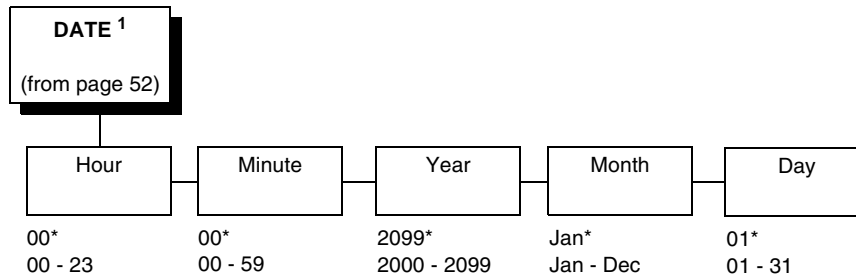 DATE 1
(from page 52)
Hour
Minute
Year
Month
Day
00*
00 - 23
00*
00 - 59
2099*
2000 - 2099
Jan*
Jan - Dec
01*
01 - 31